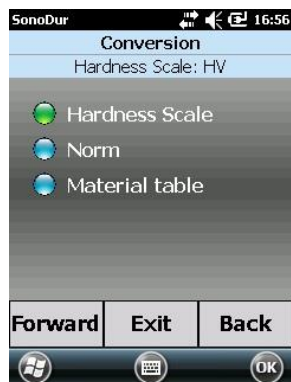 SonoDur 16:56
Conversion
Hardness Scale: HV
Hardness Scale
Norm
Material table
Forward Exit Back
OK